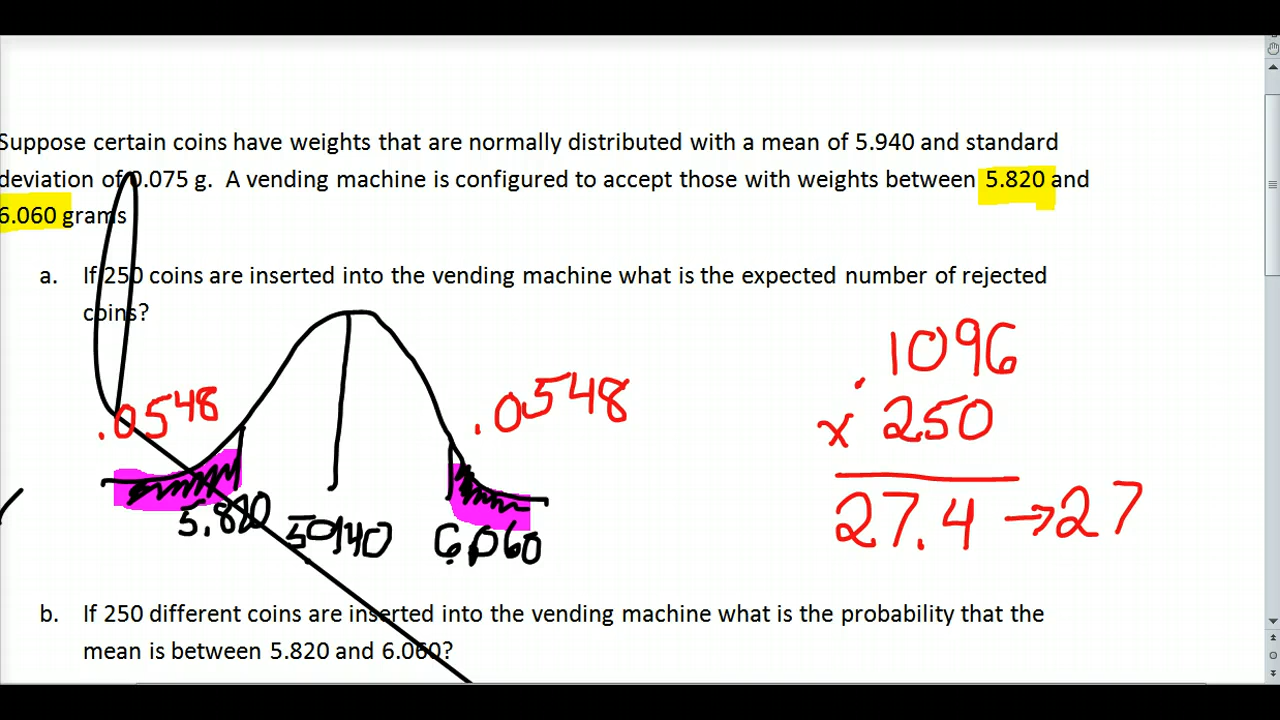 Suppose certain coins have weights that are normally distributed with a mean of 5.940 and standard
deviation of 0.075 g. A vending machine is configured to accept those with weights between 5.820 and
6.060 grams
a. If 250 coins are inserted into the vending machine what is the expected number of rejected
coins?
.0548
.0548
5.820
5.940
6.060
.1096
x 250
27.4 → 27
b. If 250 different coins are inserted into the vending machine what is the probability that the
mean is between 5.820 and 6.060?